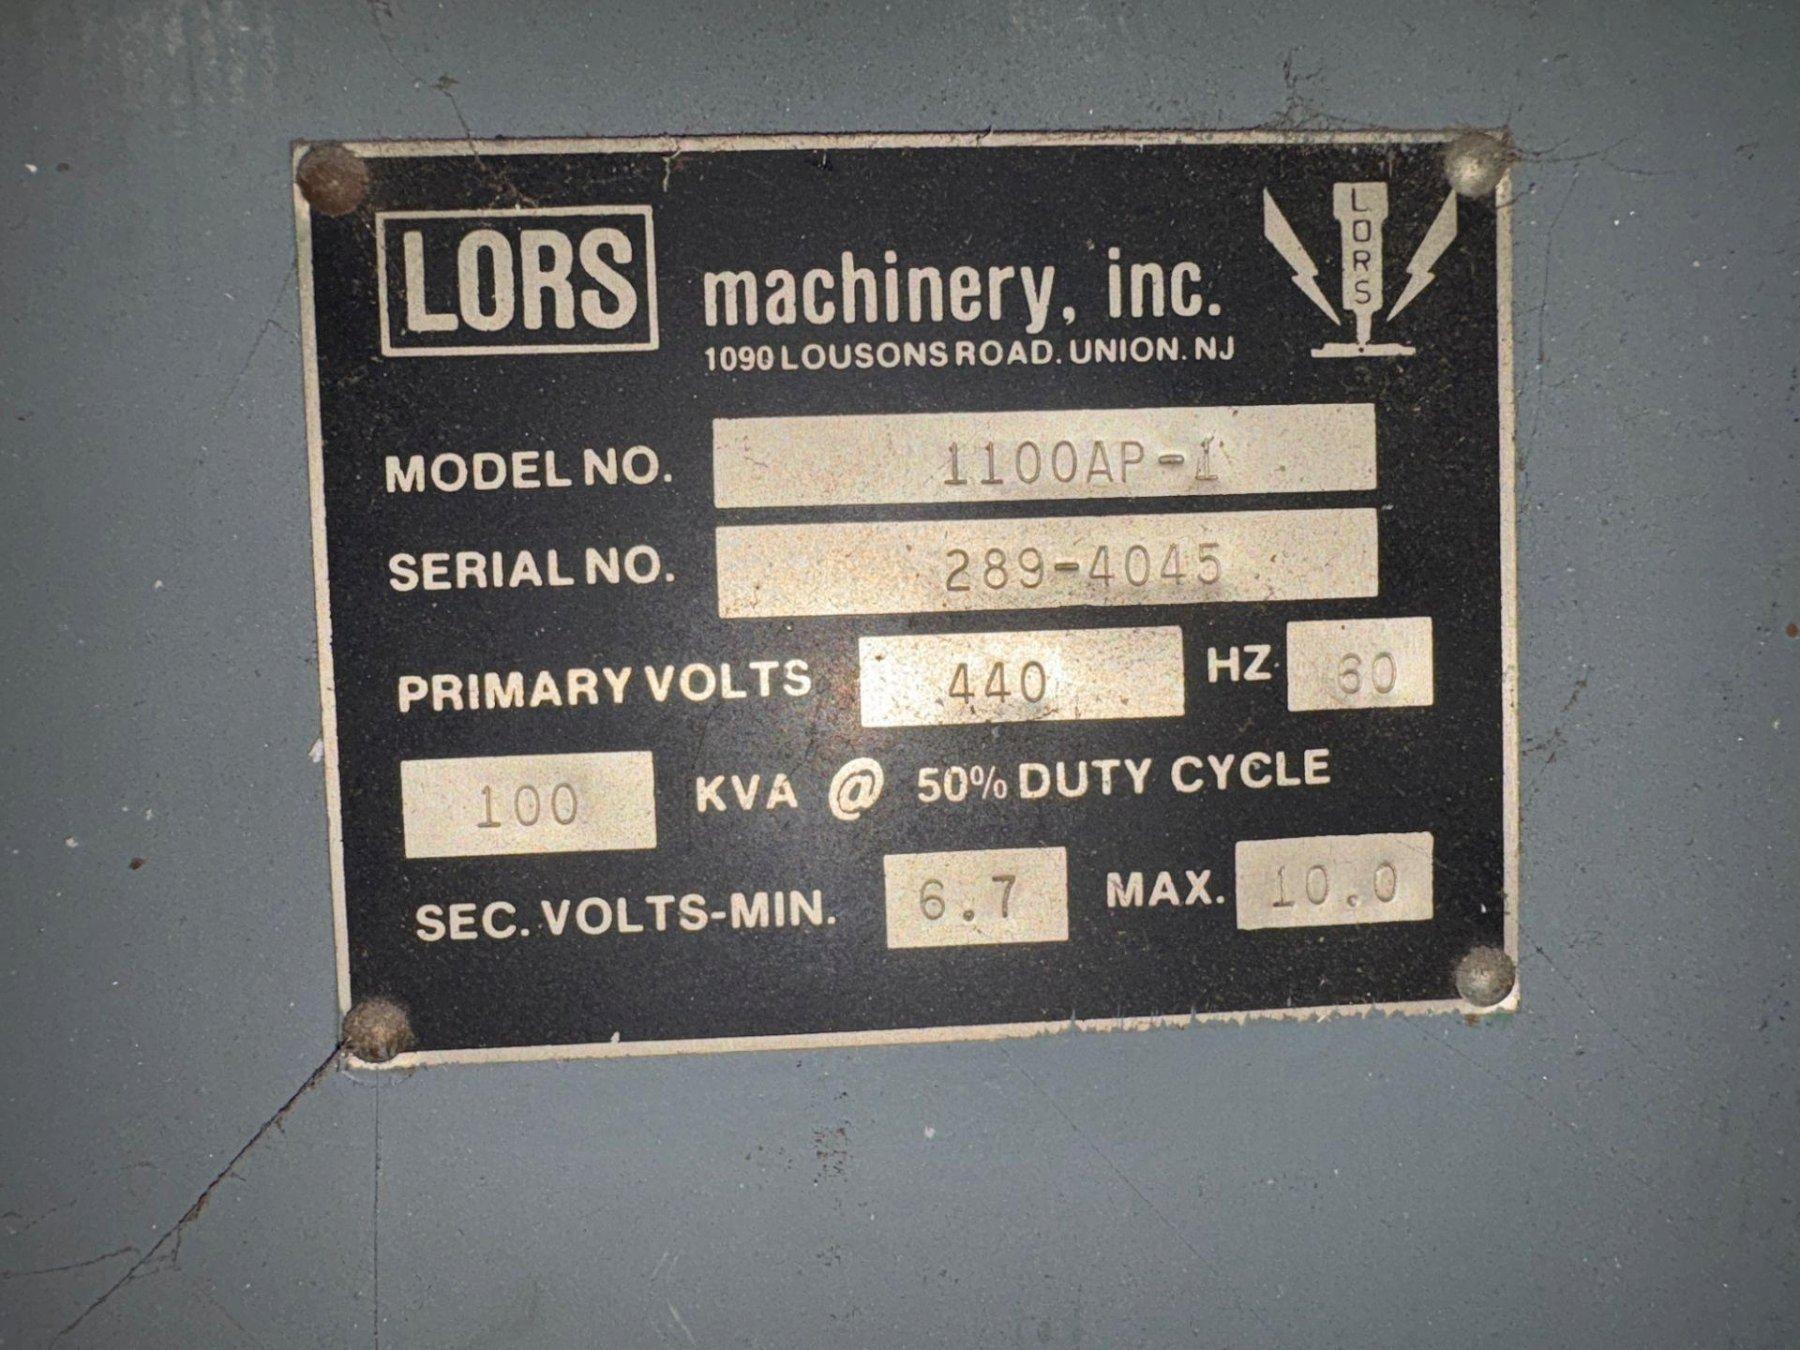 LORS machinery, inc.
LORS
1090 LOUSONS ROAD. UNION. NJ
MODEL NO. 1100AP-1
SERIAL NO. 289-4045
PRIMARY VOLTS 440 HZ. 60
100 KVA @ 50% DUTY CYCLE
SEC. VOLTS-MIN. 6.7 MAX. 10.0